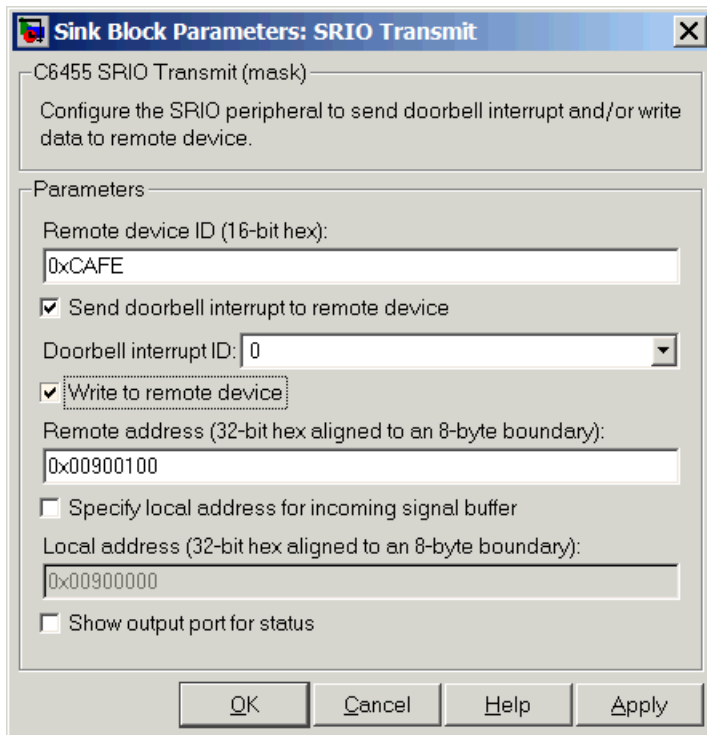 Sink Block Parameters: SRIO Transmit
C6455 SRIO Transmit (mask)
Configure the SRIO peripheral to send doorbell interrupt and/or write
data to remote device.
Parameters
Remote device ID (16-bit hex):
0xCAFE
Send doorbell interrupt to remote device
Doorbell interrupt ID: 0
Write to remote device
Remote address (32-bit hex aligned to an 8-byte boundary):
0x00900100
Specify local address for incoming signal buffer
Local address (32-bit hex aligned to an 8-byte boundary):
0x00900000
Show output port for status
OK Cancel Help Apply